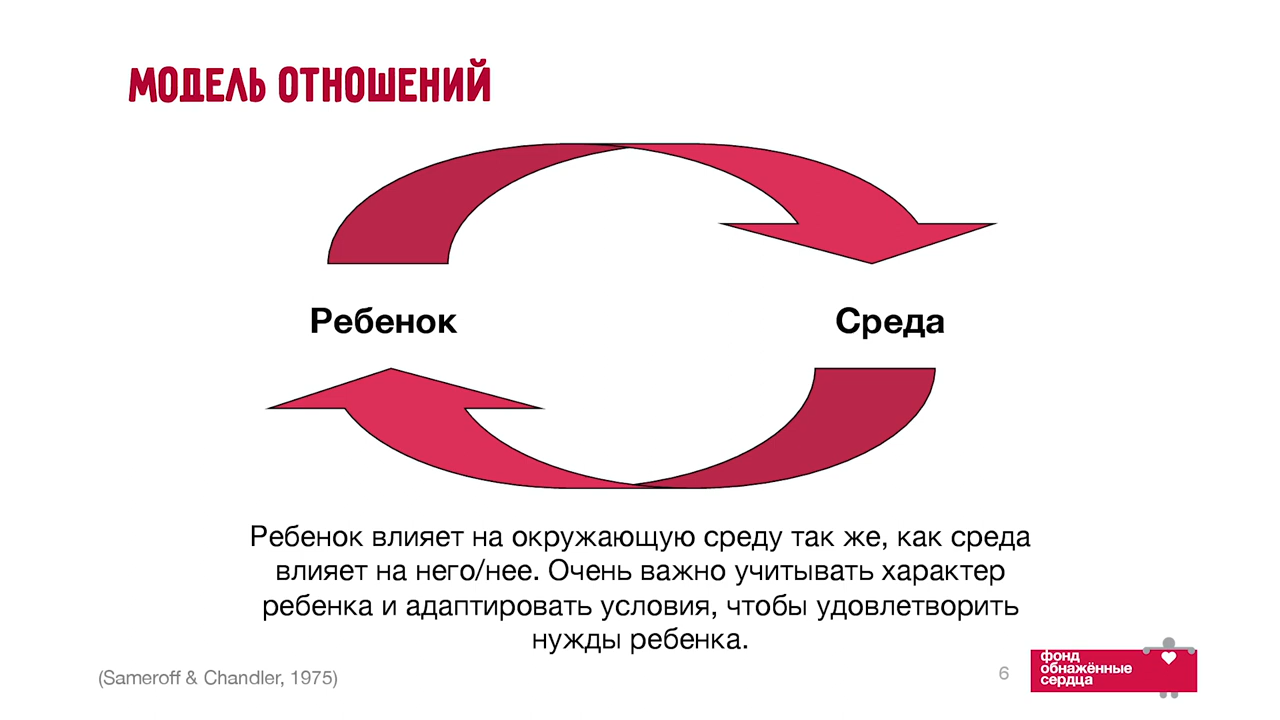 МОДЕЛЬ ОТНОШЕНИЙ
Ребенок
Среда
Ребенок влияет на окружающую среду так же, как среда
влияет на него/нее. Очень важно учитывать характер
ребенка и адаптировать условия, чтобы удовлетворить
нужды ребенка.
(Sameroff & Chandler, 1975)
6
фонд
обнажённые
сердца